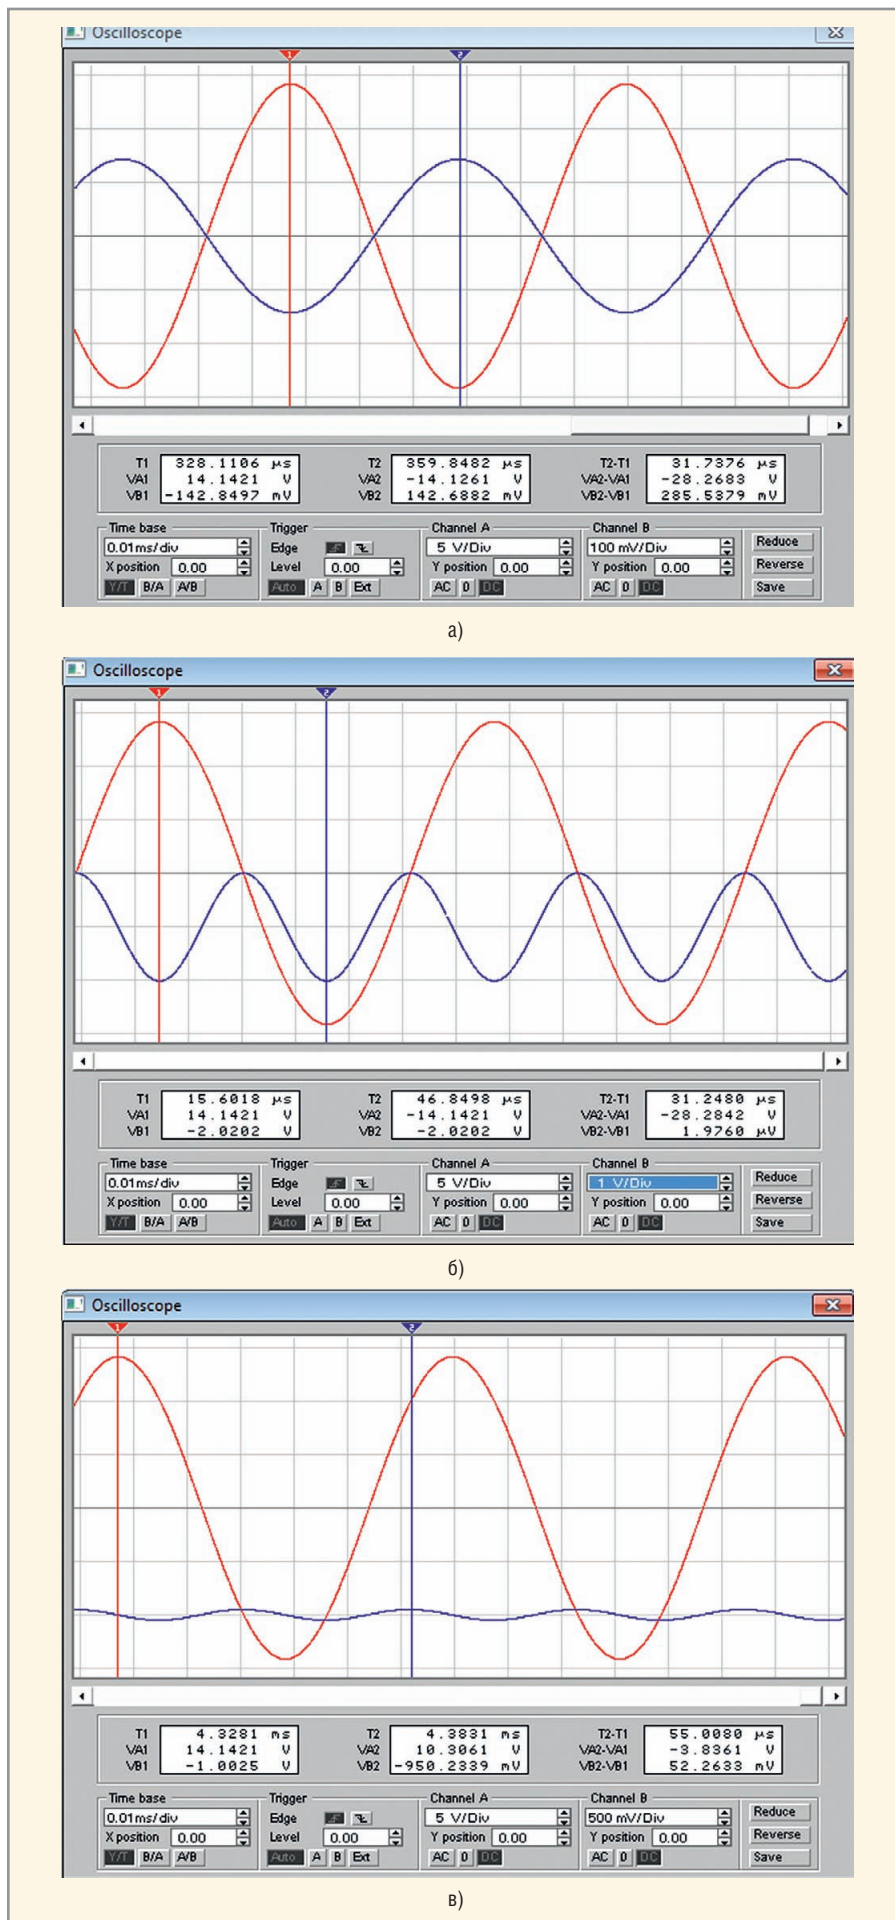 Oscilloscope
1 2
T1 328.1106 µs T2 359.8482 µs T2-T1 31.7376 µs
VA1 14.1421 V VA2 -14.1261 V VA2-VA1 -28.2683 V
VB1 -142.8497 mV VB2 142.6882 mV VB2-VB1 285.5379 mV
Time base Trigger Channel A Channel B
0.01ms/div Edge 5 V/Div 100 mV/Div Reduce
X position 0.00 Level 0.00 Y position 0.00 Y position 0.00 Reverse
Y/T B/A A/B Auto A B Ext AC 0 DC AC 0 DC Save
а)
Oscilloscope
1 2
T1 15.6018 µs T2 46.8498 µs T2-T1 31.2480 µs
VA1 14.1421 V VA2 -14.1421 V VA2-VA1 -28.2842 V
VB1 -2.0202 V VB2 -2.0202 V VB2-VB1 1.9760 µV
Time base Trigger Channel A Channel B
0.01ms/div Edge 5 V/Div 1 V/Div Reduce
X position 0.00 Level 0.00 Y position 0.00 Y position 0.00 Reverse
Y/T B/A A/B Auto A B Ext AC 0 DC AC 0 DC Save
б)
Oscilloscope
1 2
T1 4.3281 ms T2 4.3831 ms T2-T1 55.0080 µs
VA1 14.1421 V VA2 10.3061 V VA2-VA1 -3.8361 V
VB1 -1.0025 V VB2 -950.2339 mV VB2-VB1 52.2633 mV
Time base Trigger Channel A Channel B
0.01ms/div Edge 5 V/Div 500 mV/Div Reduce
X position 0.00 Level 0.00 Y position 0.00 Y position 0.00 Reverse
Y/T B/A A/B Auto A B Ext AC 0 DC AC 0 DC Save
в)